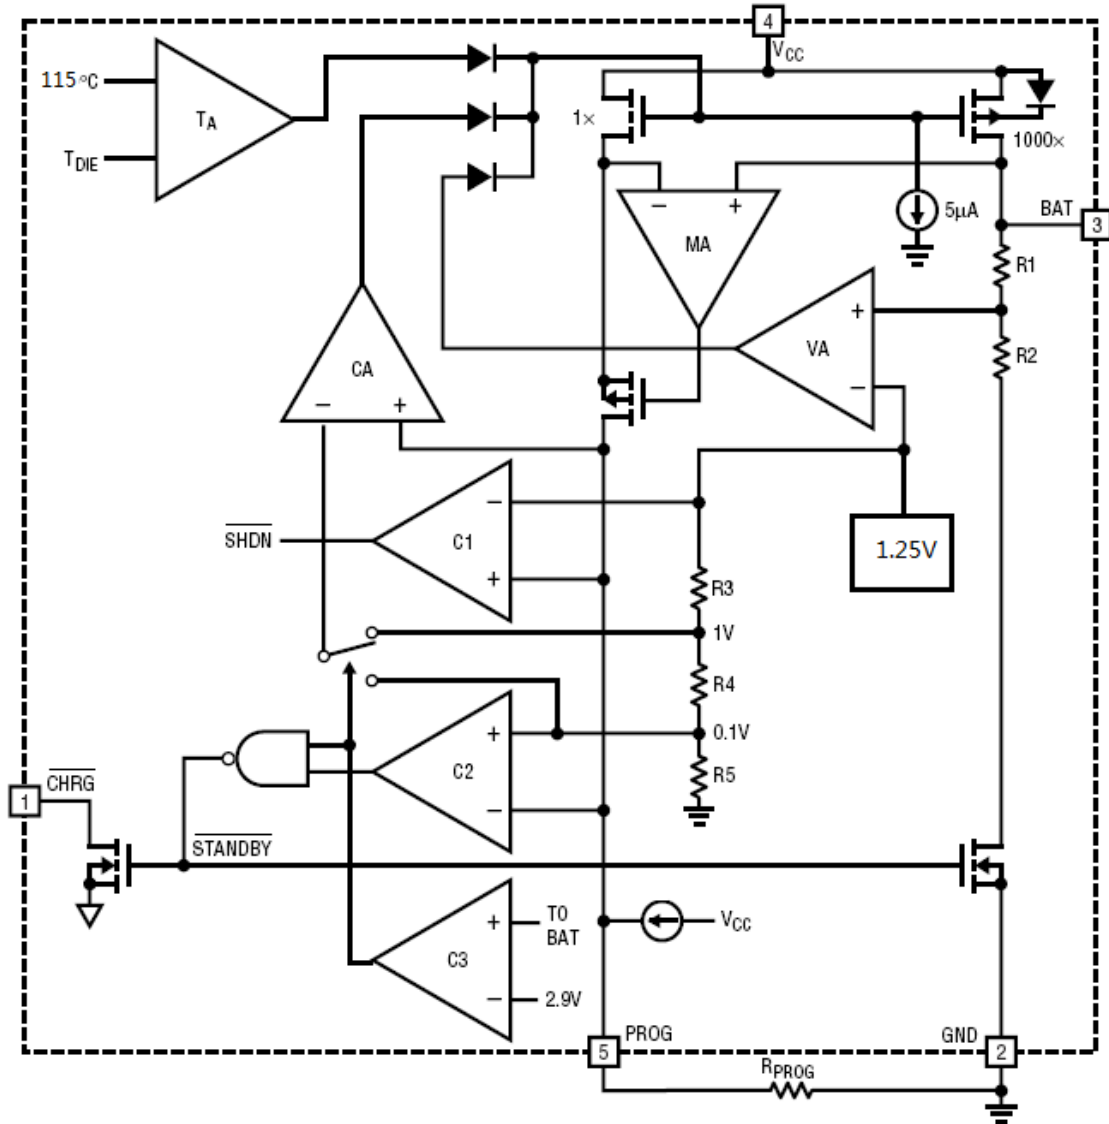 4
VCC
115°C
TA
TDIE
1×
1000×
− +
MA
5μA
BAT
3
R1
+
VA
−
R2
CA
− +
−
SHDN
C1
+
1.25V
R3
1V
R4
+
0.1V
C2
R5
−
CHRG
1
STANDBY
+
TO
BAT
VCC
C3
−
2.9V
PROG
5
GND
2
RPROG